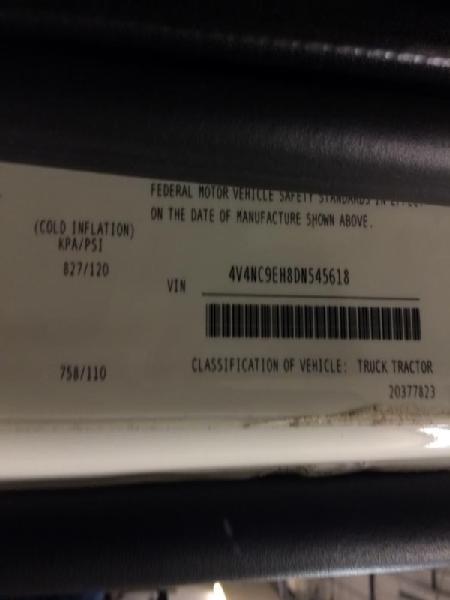 FEDERAL MOTOR VEHICLE SAFETY STANDARDS IN EFFECT
ON THE DATE OF MANUFACTURE SHOWN ABOVE.
(COLD INFLATION)
KPA/PSI
827/120
VIN 4V4NC9EH8DN545618
758/110
CLASSIFICATION OF VEHICLE: TRUCK TRACTOR
20377823